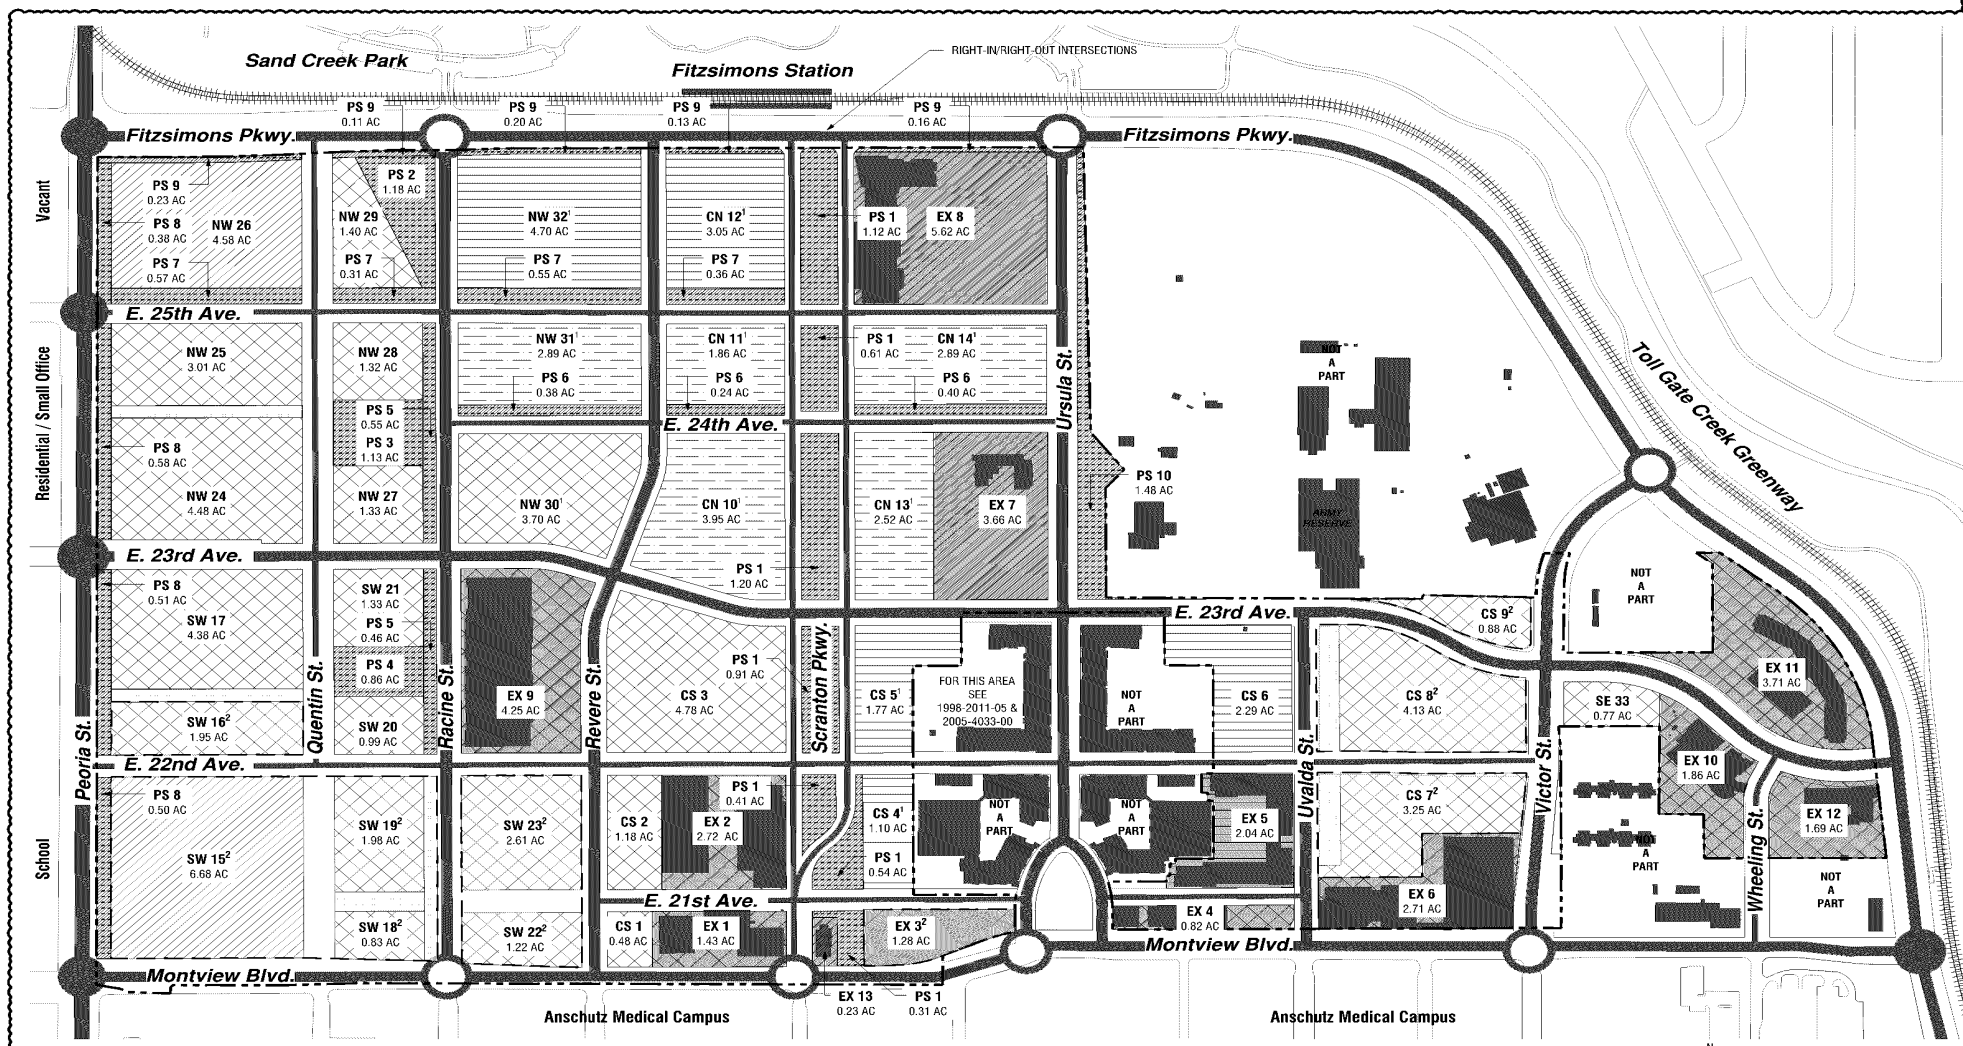 RIGHT-IN/RIGHT-OUT INTERSECTIONS
Sand Creek Park
Fitzsimons Station
PS 9
0.11 AC
PS 9
0.20 AC
PS 9
0.13 AC
PS 9
0.16 AC
Fitzsimons Pkwy.
Fitzsimons Pkwy.
Vacant
PS 9
0.23 AC
PS 8
0.38 AC
NW 26
4.58 AC
PS 7
0.57 AC
PS 2
1.18 AC
NW 29
1.40 AC
PS 7
0.31 AC
NW 32¹
4.70 AC
PS 7
0.55 AC
CN 12¹
3.05 AC
PS 7
0.36 AC
PS 1
1.12 AC
EX 8
5.62 AC
E. 25th Ave.
Residential / Small Office
NW 25
3.01 AC
NW 28
1.32 AC
NW 31¹
2.89 AC
PS 6
0.38 AC
CN 11¹
1.86 AC
PS 6
0.24 AC
PS 1
0.61 AC
CN 14¹
2.89 AC
PS 6
0.40 AC
Ursula St.
NOT
A
PART
Toll Gate Creek Greenway
PS 5
0.55 AC
PS 3
1.13 AC
E. 24th Ave.
PS 8
0.58 AC
NW 24
4.48 AC
NW 27
1.33 AC
NW 30¹
3.70 AC
CN 10¹
3.95 AC
CN 13¹
2.52 AC
EX 7
3.66 AC
PS 10
1.48 AC
ARMY
RESERVE
E. 23rd Ave.
PS 1
1.20 AC
PS 8
0.51 AC
SW 17
4.38 AC
SW 21
1.33 AC
PS 5
0.46 AC
PS 4
0.86 AC
NOT
A
PART
E. 23rd Ave.
CS 9²
0.88 AC
EX 9
4.25 AC
CS 3
4.78 AC
PS 1
0.91 AC
Scranton Pkwy.
CS 5¹
1.77 AC
FOR THIS AREA
SEE
1998-2011-05 &
2005-4033-00
NOT
A
PART
CS 6
2.29 AC
CS 8²
4.13 AC
SE 33
0.77 AC
EX 11
3.71 AC
SW 16²
1.95 AC
SW 20
0.99 AC
Peoria St.
Quentin St.
Racine St.
Revere St.
Uvalda St.
Victor St.
E. 22nd Ave.
EX 10
1.86 AC
School
PS 8
0.50 AC
SW 15²
6.68 AC
SW 19²
1.98 AC
SW 23²
2.61 AC
CS 2
1.18 AC
EX 2
2.72 AC
PS 1
0.41 AC
CS 4¹
1.10 AC
PS 1
0.54 AC
NOT
A
PART
NOT
A
PART
EX 5
2.04 AC
CS 7²
3.25 AC
NOT
A
PART
EX 12
1.69 AC
Wheeling St.
NOT
A
PART
E. 21st Ave.
SW 18²
0.83 AC
SW 22²
1.22 AC
CS 1
0.48 AC
EX 1
1.43 AC
EX 3²
1.28 AC
EX 4
0.82 AC
EX 6
2.71 AC
Montview Blvd.
Montview Blvd.
EX 13
0.23 AC
PS 1
0.31 AC
Anschutz Medical Campus
Anschutz Medical Campus
N